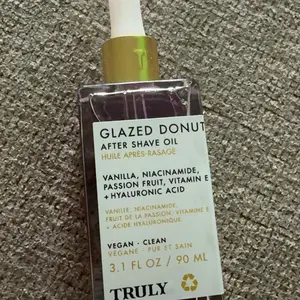 GLAZED DONUT
AFTER SHAVE OIL
HUILE APRÈS-RASAGE
VANILLA, NIACINAMIDE,
PASSION FRUIT, VITAMIN E
+ HYALURONIC ACID
VANILLE, NIACINAMIDE,
FRUIT DE LA PASSION, VITAMINE E
+ ACIDE HYALURONIQUE
VEGAN · CLEAN
VÉGANE · PUR ET SAIN
3.1 FL OZ / 90 ML
TRULY